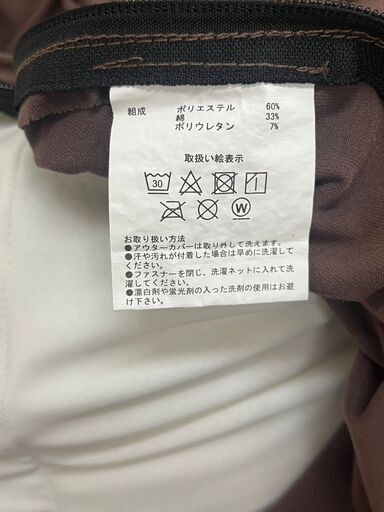 組成 ポリエステル 60%
綿 33%
ポリウレタン 7%
取扱い絵表示
30
W
お取り扱い方法
●アウターカバーは取り外して洗えます。
●汗や汚れが付着した場合は早めに洗濯して
ください。
●ファスナーを閉じ、洗濯ネットに入れて洗
濯してください。
●漂白剤や蛍光剤の入った洗剤の使用はお避
け下さい。